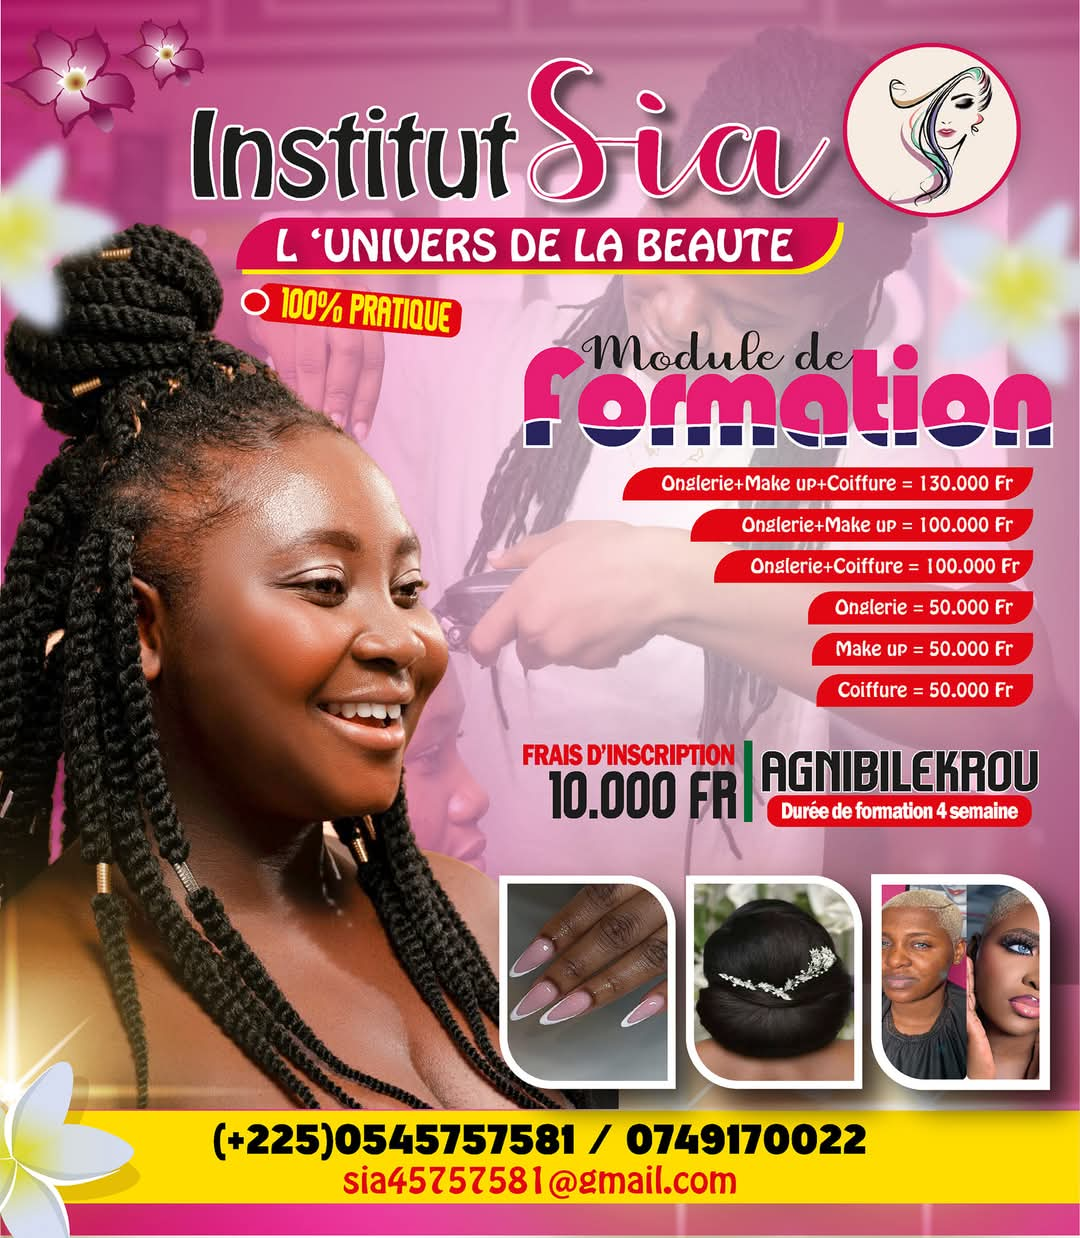 Institut Sia
L 'UNIVERS DE LA BEAUTE
100% PRATIQUE
Module de
Formation
Onglerie+Make up+Coiffure = 130.000 Fr
Onglerie+Make up = 100.000 Fr
Onglerie+Coiffure = 100.000 Fr
Onglerie = 50.000 Fr
Make up = 50.000 Fr
Coiffure = 50.000 Fr
FRAIS D'INSCRIPTION
10.000 FR
AGNIBILEKROU
Durée de formation 4 semaine
(+225)0545757581 / 0749170022
sia45757581@gmail.com